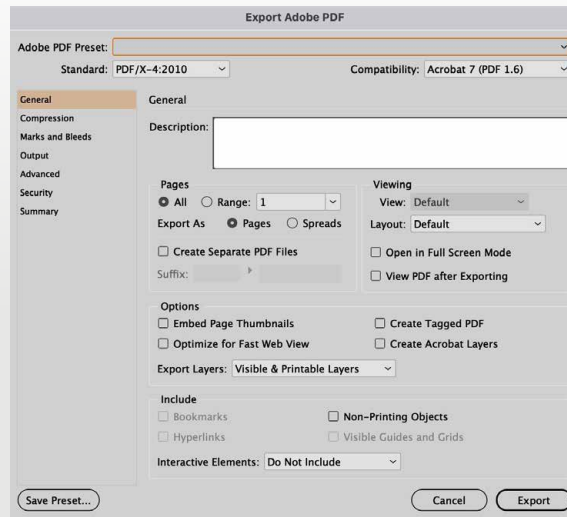 Export Adobe PDF
Adobe PDF Preset:
Standard: PDF/X-4:2010 Compatibility: Acrobat 7 (PDF 1.6)
General
Compression
Marks and Bleeds
Output
Advanced
Security
Summary
General
Description:
Pages
All Range: 1
Export As Pages Spreads
Create Separate PDF Files
Suffix:
Viewing
View: Default
Layout: Default
Open in Full Screen Mode
View PDF after Exporting
Options
Embed Page Thumbnails Create Tagged PDF
Optimize for Fast Web View Create Acrobat Layers
Export Layers: Visible & Printable Layers
Include
Bookmarks Non-Printing Objects
Hyperlinks Visible Guides and Grids
Interactive Elements: Do Not Include
Save Preset... Cancel Export